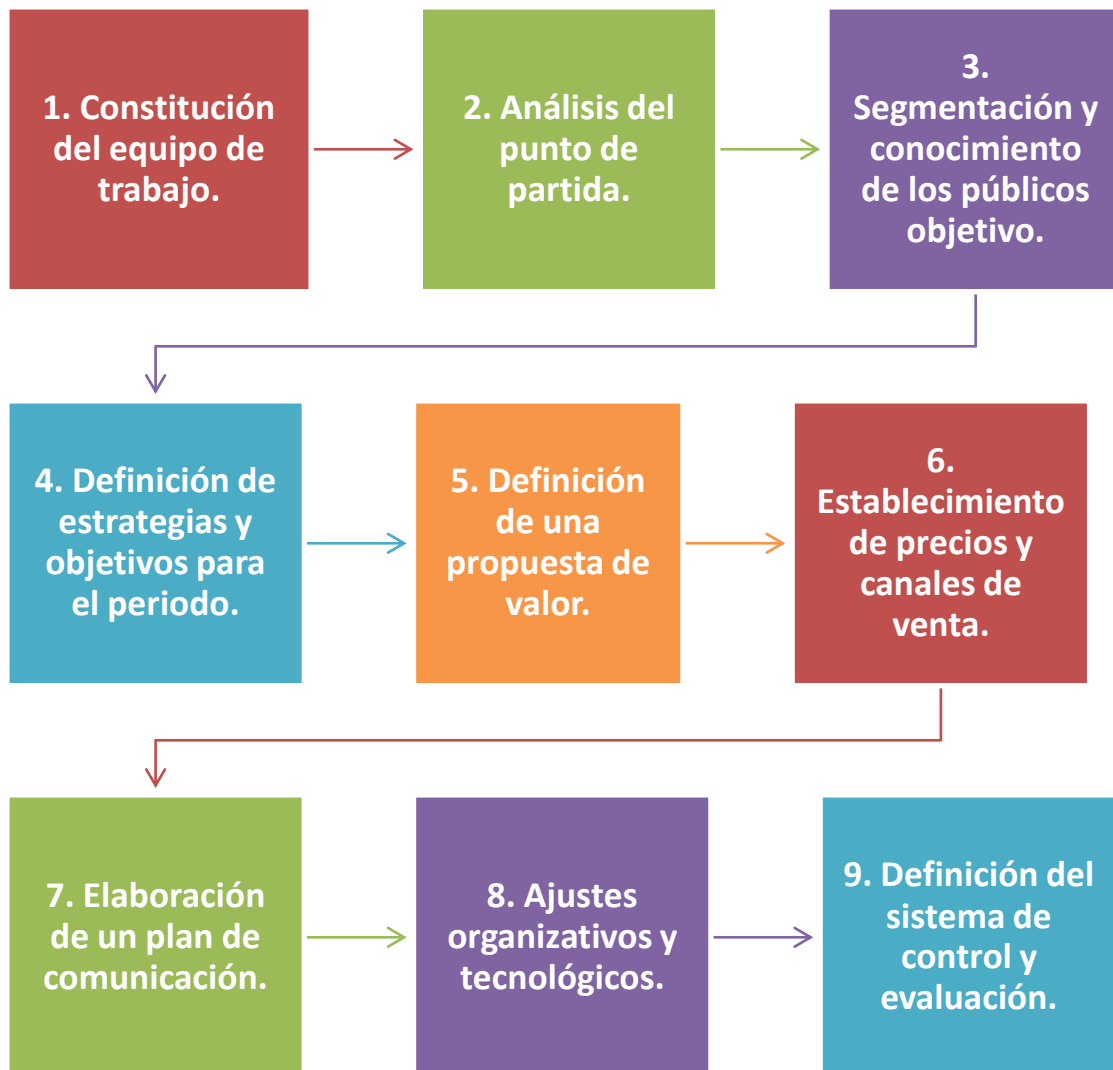 1. Constitución
del equipo de
trabajo.
2. Análisis del
punto de
partida.
3.
Segmentación y
conocimiento
de los públicos
objetivo.
4. Definición de
estrategias y
objetivos para
el periodo.
5. Definición
de una
propuesta de
valor.
6.
Establecimiento
de precios y
canales de
venta.
7. Elaboración
de un plan de
comunicación.
8. Ajustes
organizativos y
tecnológicos.
9. Definición del
sistema de
control y
evaluación.